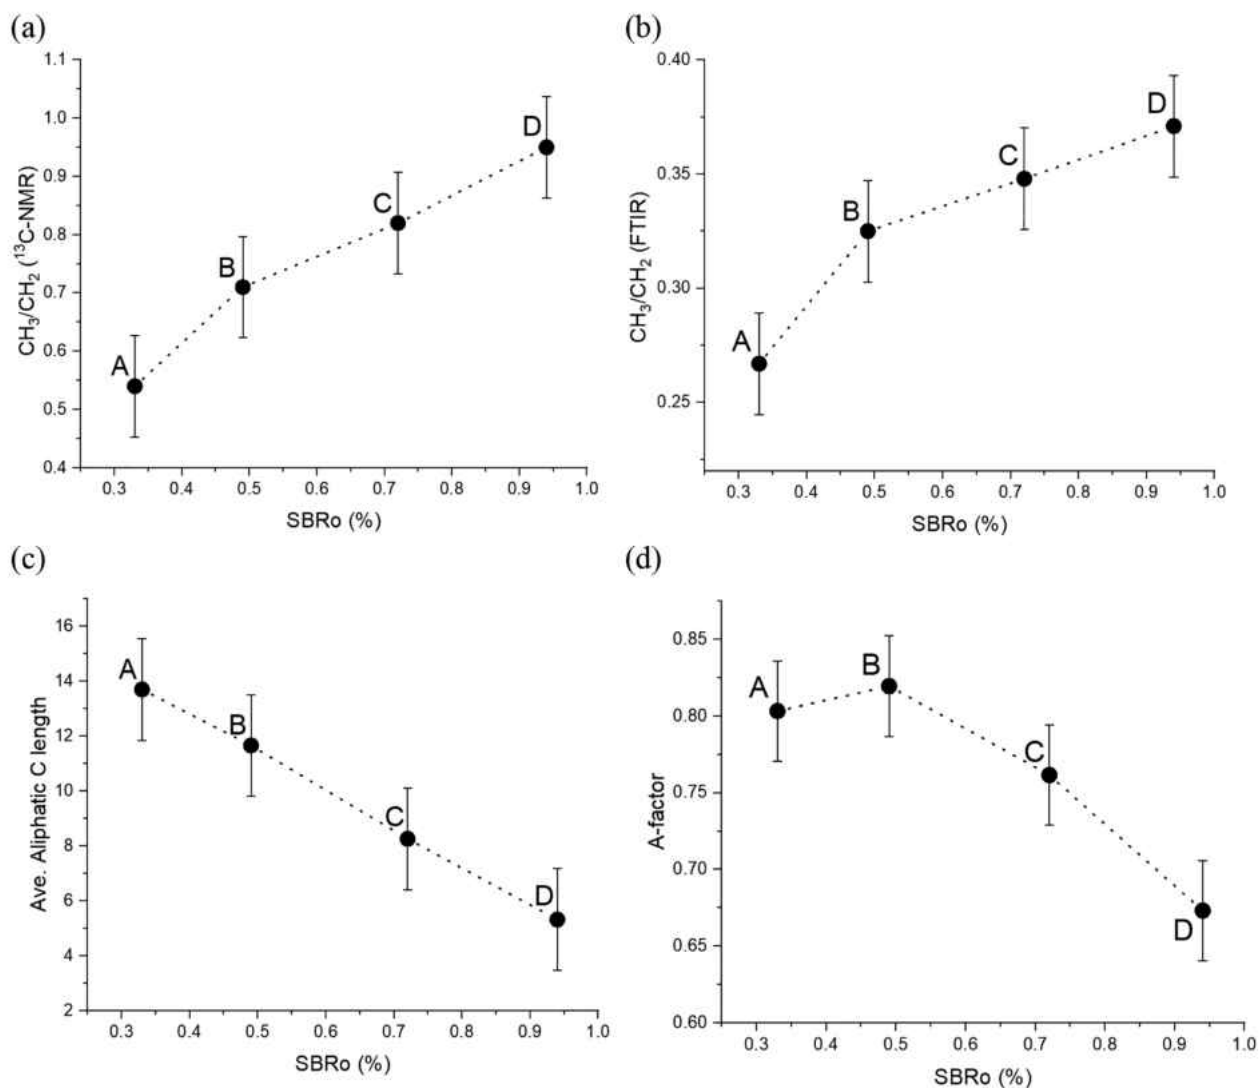 (a)
CH₃/CH₂ (¹³C-NMR)
1.1
1.0
0.9
0.8
0.7
0.6
0.5
0.4
A
B
C
D
0.3 0.4 0.5 0.6 0.7 0.8 0.9 1.0
SBRo (%)
(b)
CH₃/CH₂ (FTIR)
0.40
0.35
0.30
0.25
A
B
C
D
0.3 0.4 0.5 0.6 0.7 0.8 0.9 1.0
SBRo (%)
(c)
Ave. Aliphatic C length
16
14
12
10
8
6
4
2
A
B
C
D
0.3 0.4 0.5 0.6 0.7 0.8 0.9 1.0
SBRo (%)
(d)
A-factor
0.85
0.80
0.75
0.70
0.65
0.60
A
B
C
D
0.3 0.4 0.5 0.6 0.7 0.8 0.9 1.0
SBRo (%)